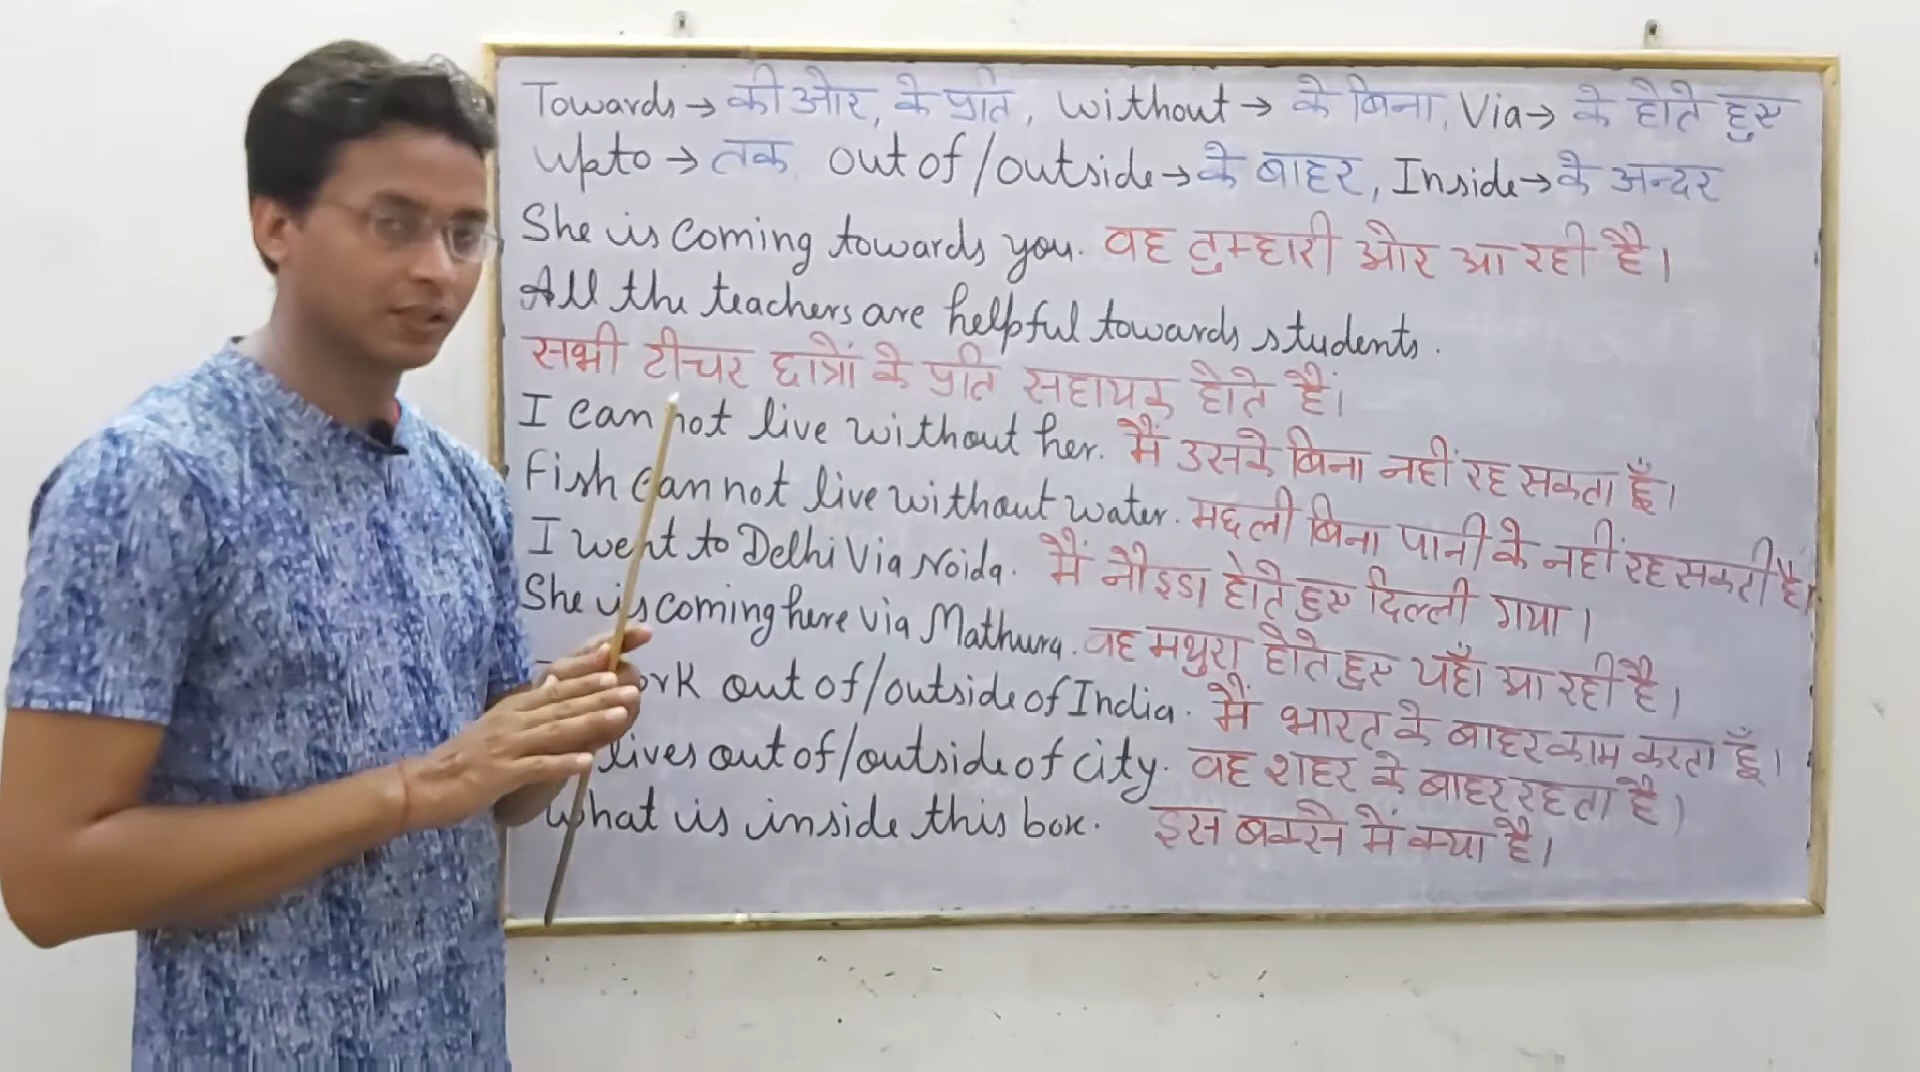 Towards → की ओर, के प्रति, without → के बिना, Via → के होते हुए
Upto → तक, out of/outside → के बाहर, Inside → के अन्दर
She is coming towards you. वह तुम्हारी ओर आ रही है।
All the teachers are helpful towards students.
सभी टीचर छात्रों के प्रति सहायक होते हैं।
I can not live without her. मैं उसके बिना नहीं रह सकता हूँ।
Fish can not live without water. मछली बिना पानी के नहीं रह सकती है।
I went to Delhi Via Noida. मैं नौइडा होते हुए दिल्ली गया।
She is coming here via Mathura. वह मथुरा होते हुए यहाँ आ रही है।
ork out of/outside of India. मैं भारत के बाहर काम करता हूँ।
lives out of/outside of city. वह शहर के बाहर रहता है।
What is inside this box. इस बक्से में क्या है।